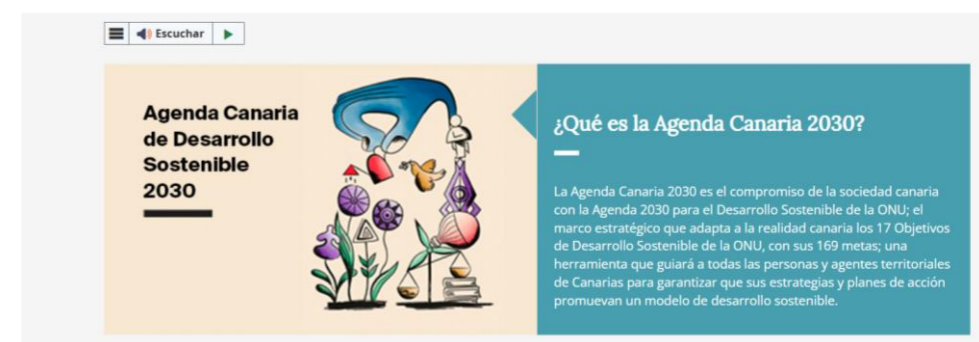 Escuchar
Agenda Canaria
de Desarrollo
Sostenible
2030
¿Qué es la Agenda Canaria 2030?
La Agenda Canaria 2030 es el compromiso de la sociedad canaria
con la Agenda 2030 para el Desarrollo Sostenible de la ONU; el
marco estratégico que adapta a la realidad canaria los 17 Objetivos
de Desarrollo Sostenible de la ONU, con sus 169 metas; una
herramienta que guiará a todas las personas y agentes territoriales
de Canarias para garantizar que sus estrategias y planes de acción
promuevan un modelo de desarrollo sostenible.